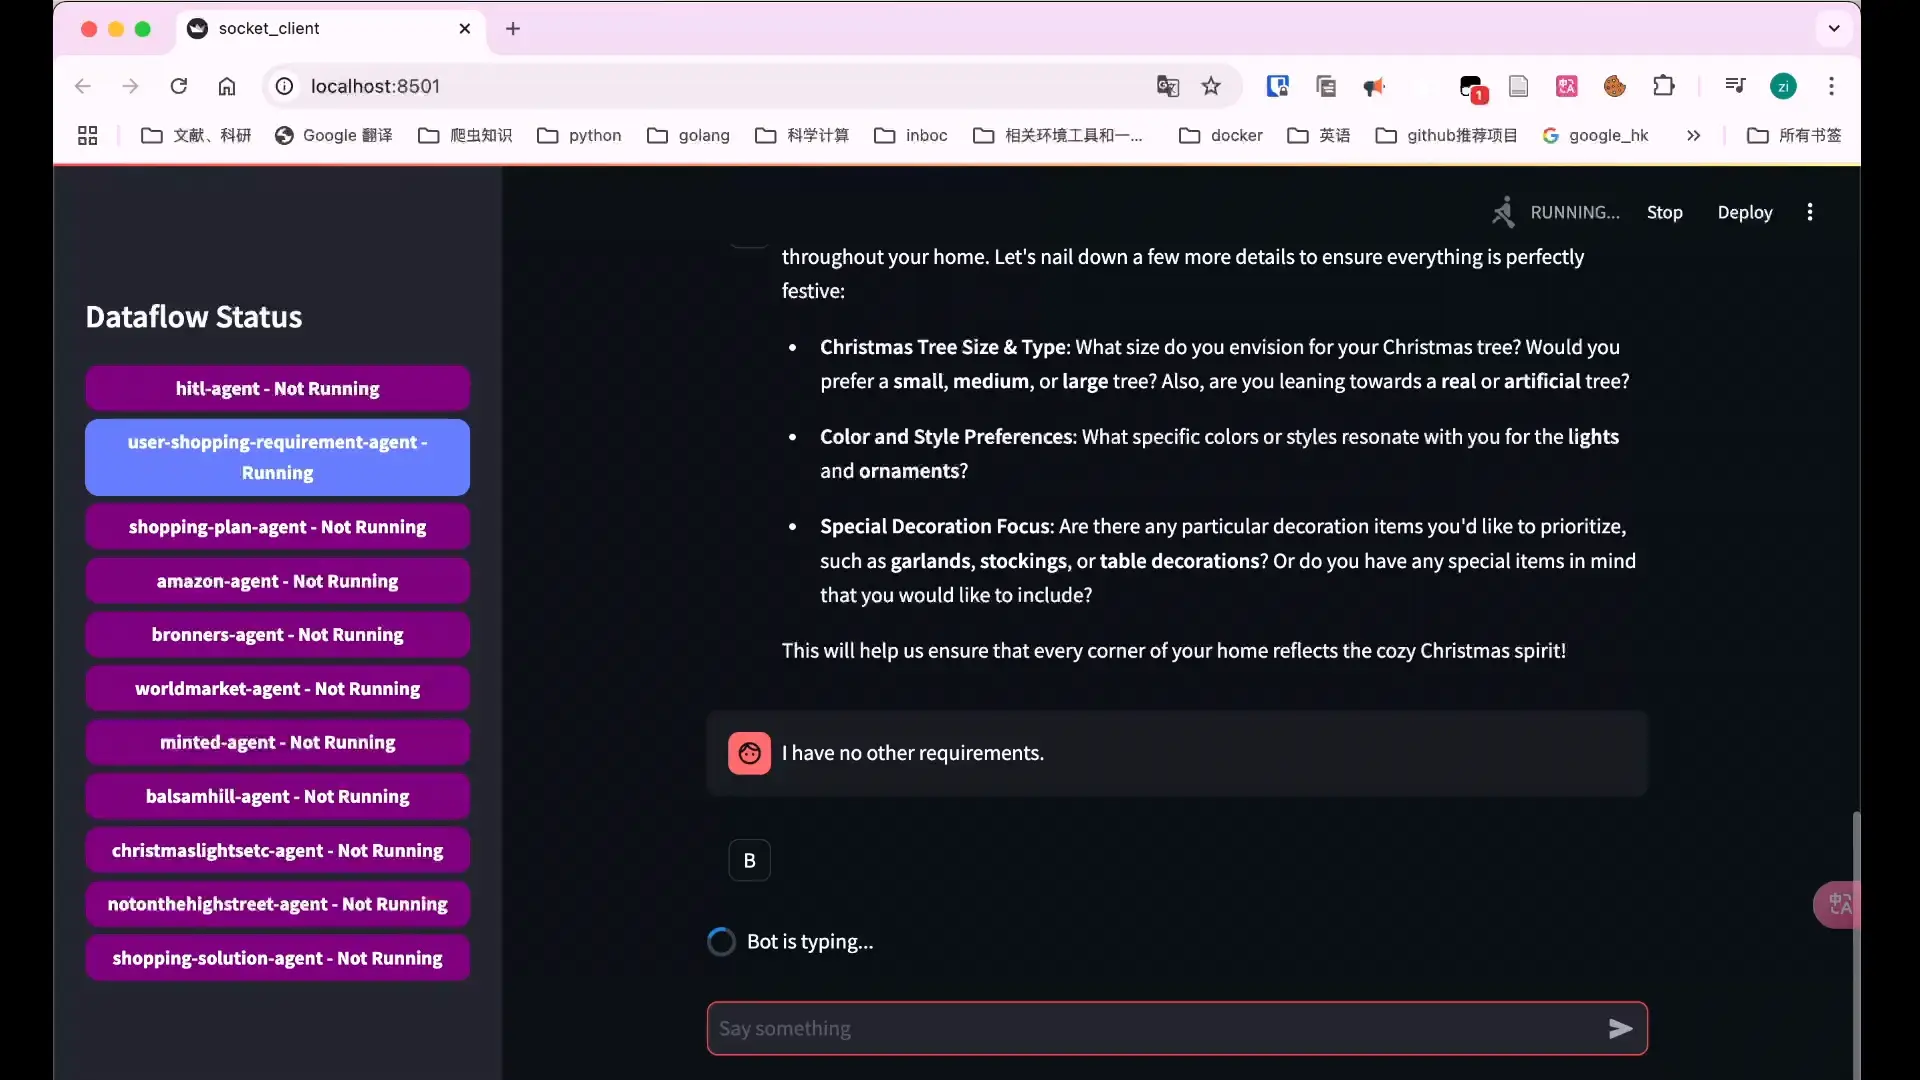 socket_client
localhost:8501
1
zi
文献、科研
Google 翻译
爬虫知识
python
golang
科学计算
inboc
相关环境工具和一...
docker
英语
github推荐项目
google_hk
所有书签
RUNNING...
Stop
Deploy
Dataflow Status
hitl-agent - Not Running
user-shopping-requirement-agent -
Running
shopping-plan-agent - Not Running
amazon-agent - Not Running
bronners-agent - Not Running
worldmarket-agent - Not Running
minted-agent - Not Running
balsamhill-agent - Not Running
christmaslightsetc-agent - Not Running
notonthehighstreet-agent - Not Running
shopping-solution-agent - Not Running
throughout your home. Let's nail down a few more details to ensure everything is perfectly
festive:
• Christmas Tree Size & Type: What size do you envision for your Christmas tree? Would you
prefer a small, medium, or large tree? Also, are you leaning towards a real or artificial tree?
• Color and Style Preferences: What specific colors or styles resonate with you for the lights
and ornaments?
• Special Decoration Focus: Are there any particular decoration items you'd like to prioritize,
such as garlands, stockings, or table decorations? Or do you have any special items in mind
that you would like to include?
This will help us ensure that every corner of your home reflects the cozy Christmas spirit!
I have no other requirements.
B
Bot is typing...
Say something